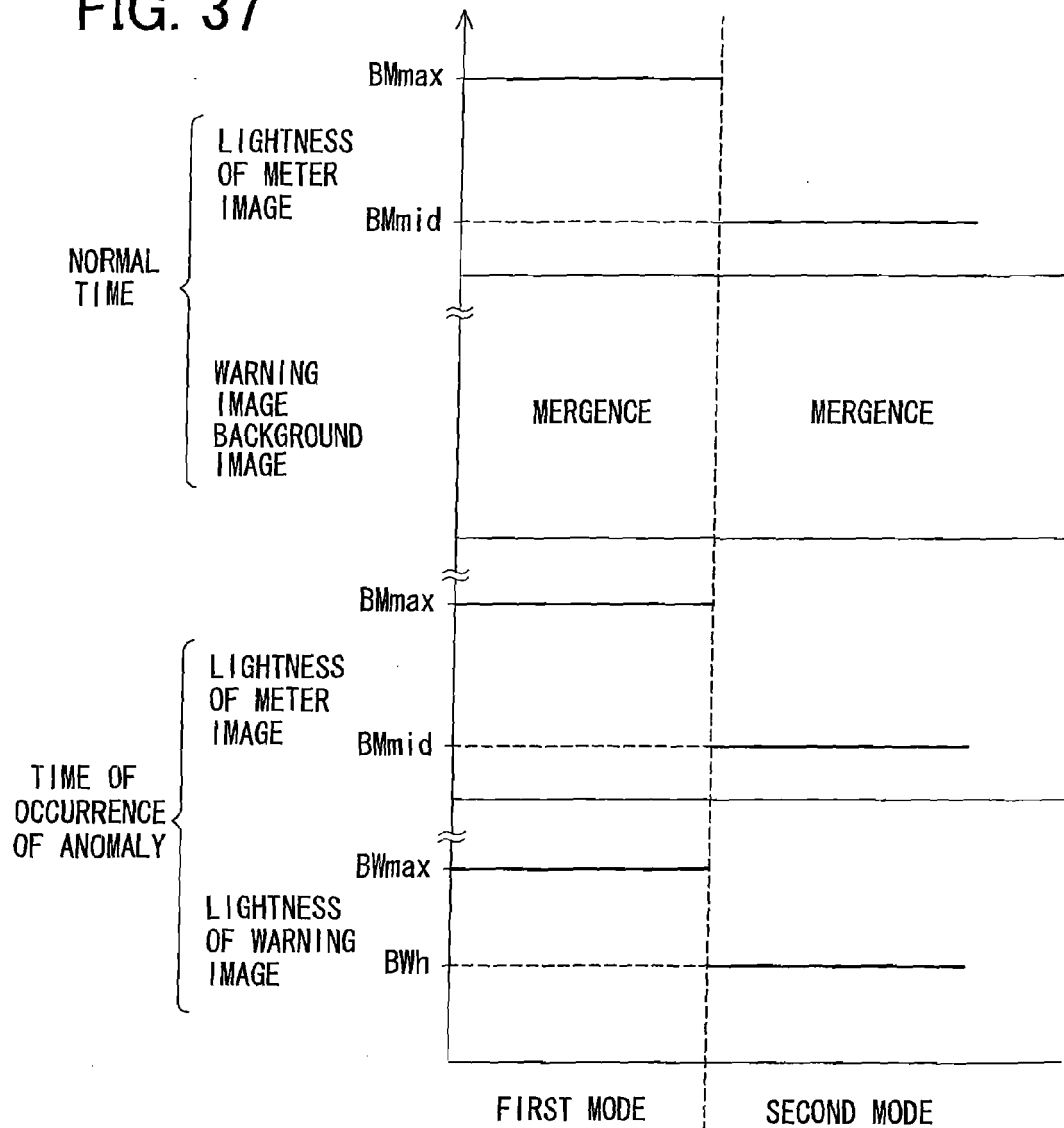 FIG. 37
BMmax
LIGHTNESS
OF METER
IMAGE
BMmid
NORMAL
TIME
WARNING
IMAGE
BACKGROUND
IMAGE
MERGENCE
MERGENCE
BMmax
LIGHTNESS
OF METER
IMAGE
BMmid
TIME OF
OCCURRENCE
OF ANOMALY
BWmax
LIGHTNESS
OF WARNING
IMAGE
BWh
FIRST MODE
SECOND MODE